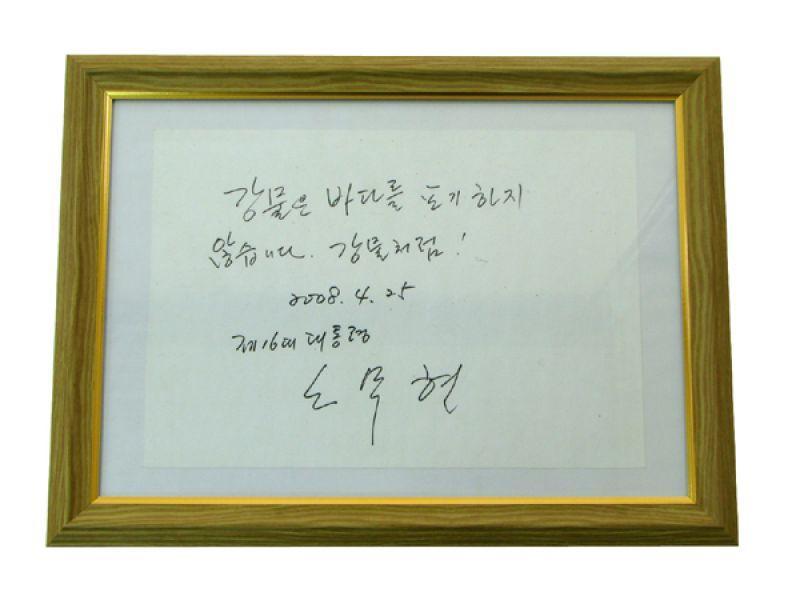 강물은 바다를 포기하지
않습니다. 강물처럼!
2008. 4. 25
제16대 대통령
노무현